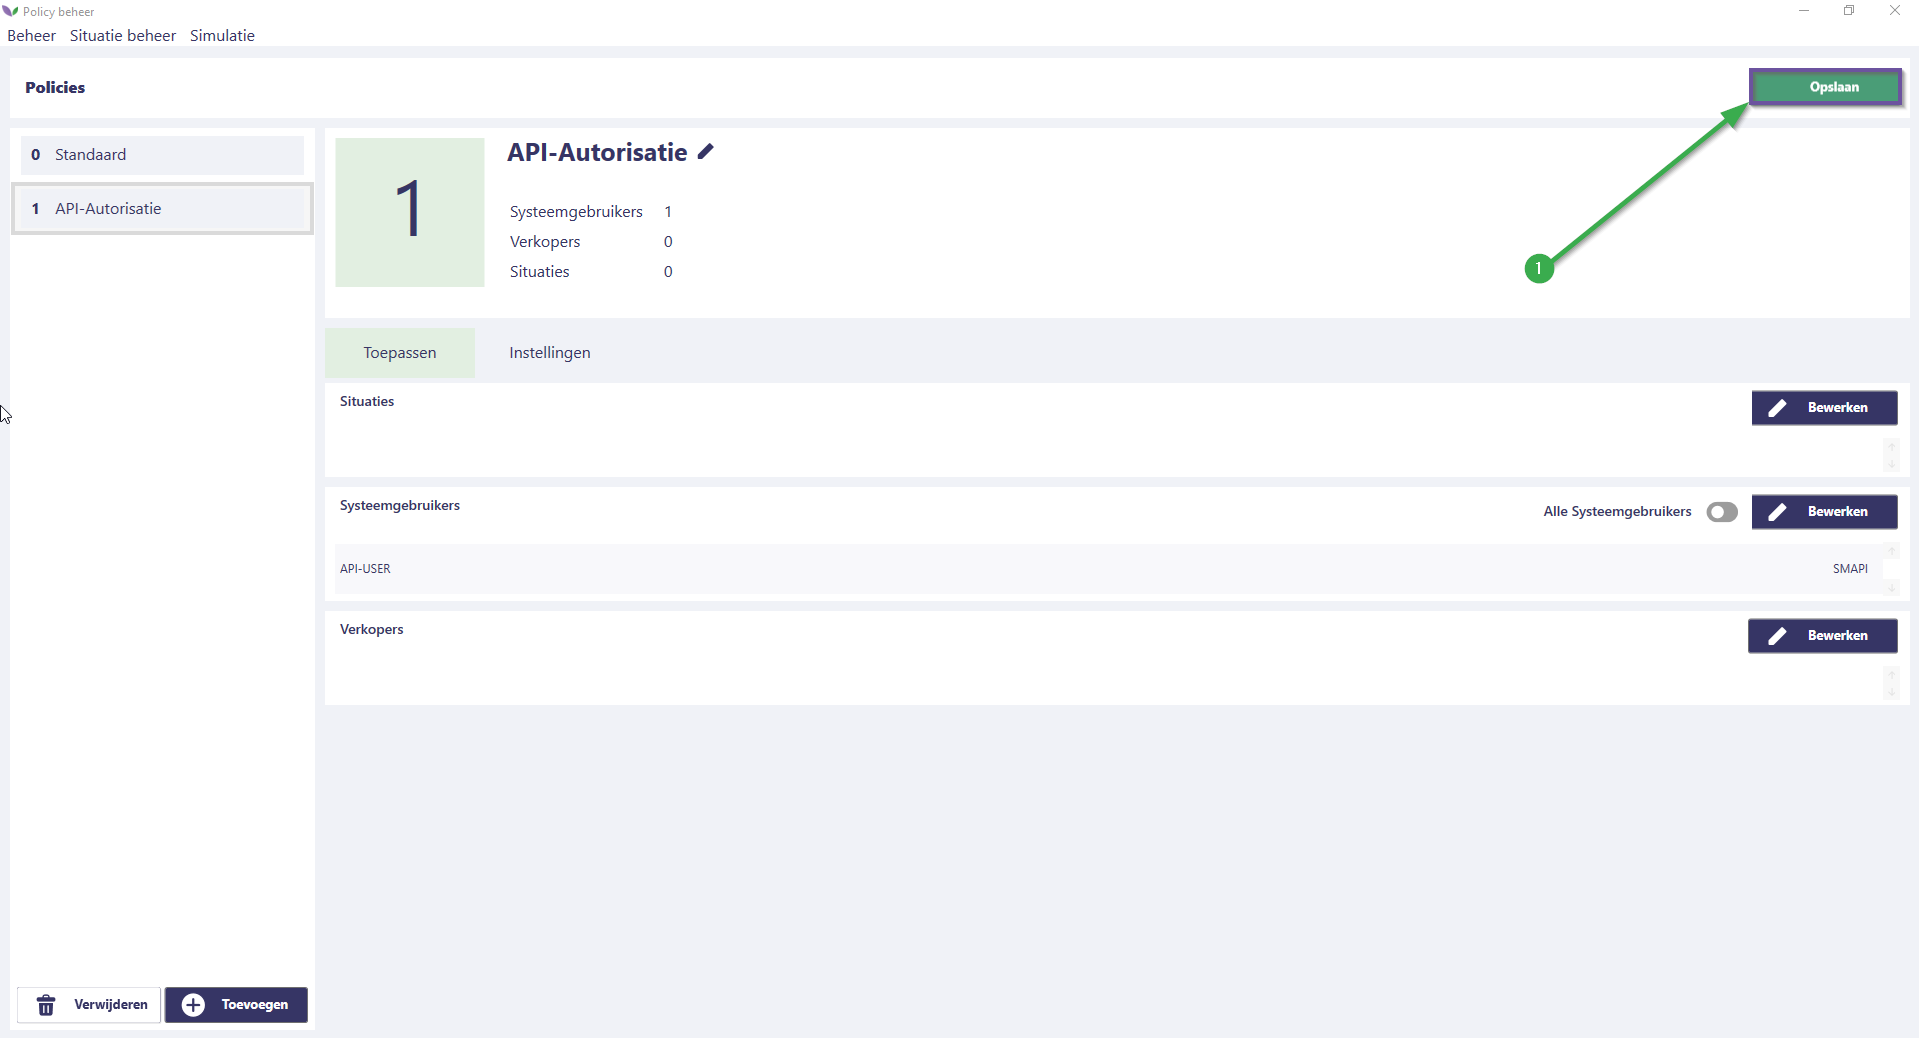 Policy beheer
Beheer Situatie beheer Simulatie
Policies
Opslaan
0 Standaard
1 API-Autorisatie
1
API-Autorisatie
Systeemgebruikers 1
Verkopers 0
Situaties 0
1
Toepassen Instellingen
Situaties
Bewerken
Systeemgebruikers
Alle Systeemgebruikers
Bewerken
API-USER SMAPI
Verkopers
Bewerken
Verwijderen Toevoegen